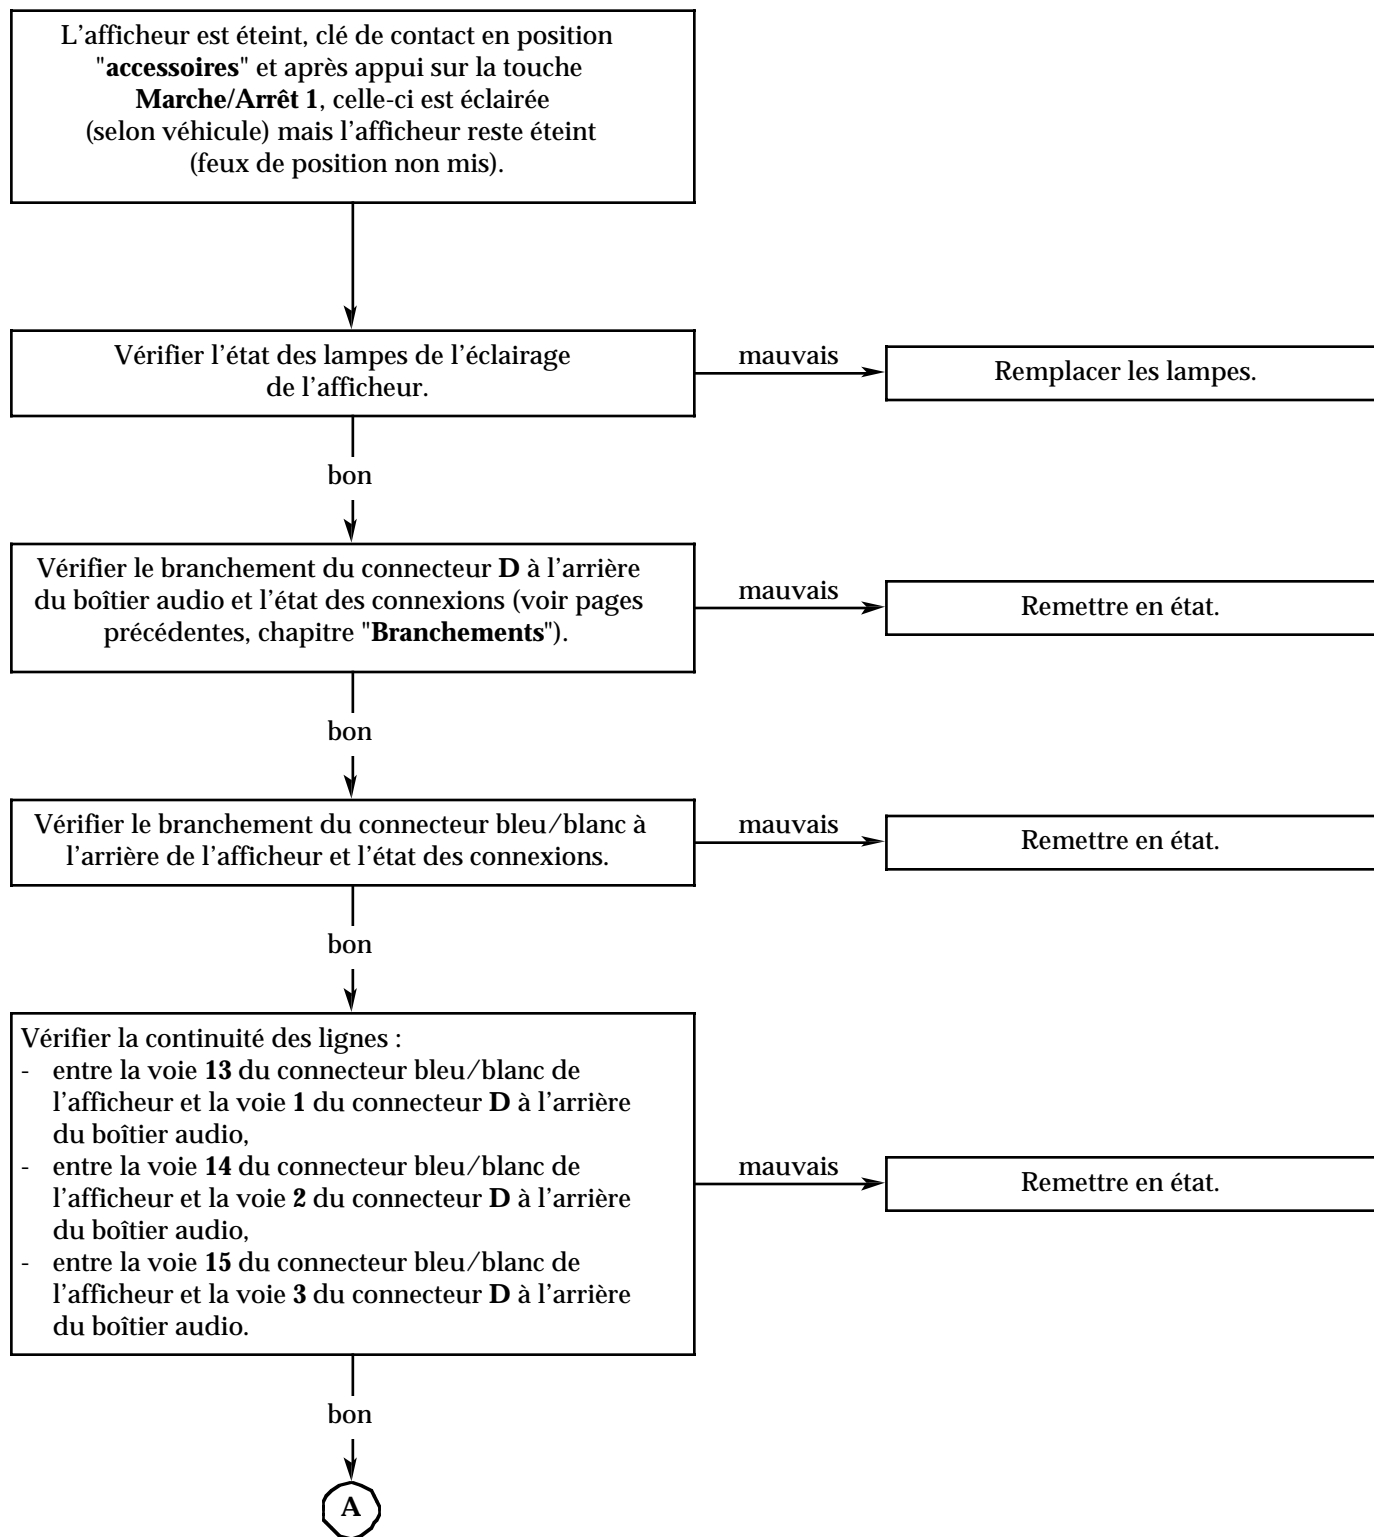 L'afficheur est éteint, clé de contact en position
"accessoires" et après appui sur la touche
Marche/Arrêt 1, celle-ci est éclairée
(selon véhicule) mais l'afficheur reste éteint
(feux de position non mis).
Vérifier l'état des lampes de l'éclairage
de l'afficheur.
mauvais
Remplacer les lampes.
bon
Vérifier le branchement du connecteur D à l'arrière
du boîtier audio et l'état des connexions (voir pages
précédentes, chapitre "Branchements").
mauvais
Remettre en état.
bon
Vérifier le branchement du connecteur bleu/blanc à
l'arrière de l'afficheur et l'état des connexions.
mauvais
Remettre en état.
bon
Vérifier la continuité des lignes :
- entre la voie 13 du connecteur bleu/blanc de
l'afficheur et la voie 1 du connecteur D à l'arrière
du boîtier audio,
- entre la voie 14 du connecteur bleu/blanc de
l'afficheur et la voie 2 du connecteur D à l'arrière
du boîtier audio,
- entre la voie 15 du connecteur bleu/blanc de
l'afficheur et la voie 3 du connecteur D à l'arrière
du boîtier audio.
mauvais
Remettre en état.
bon
A